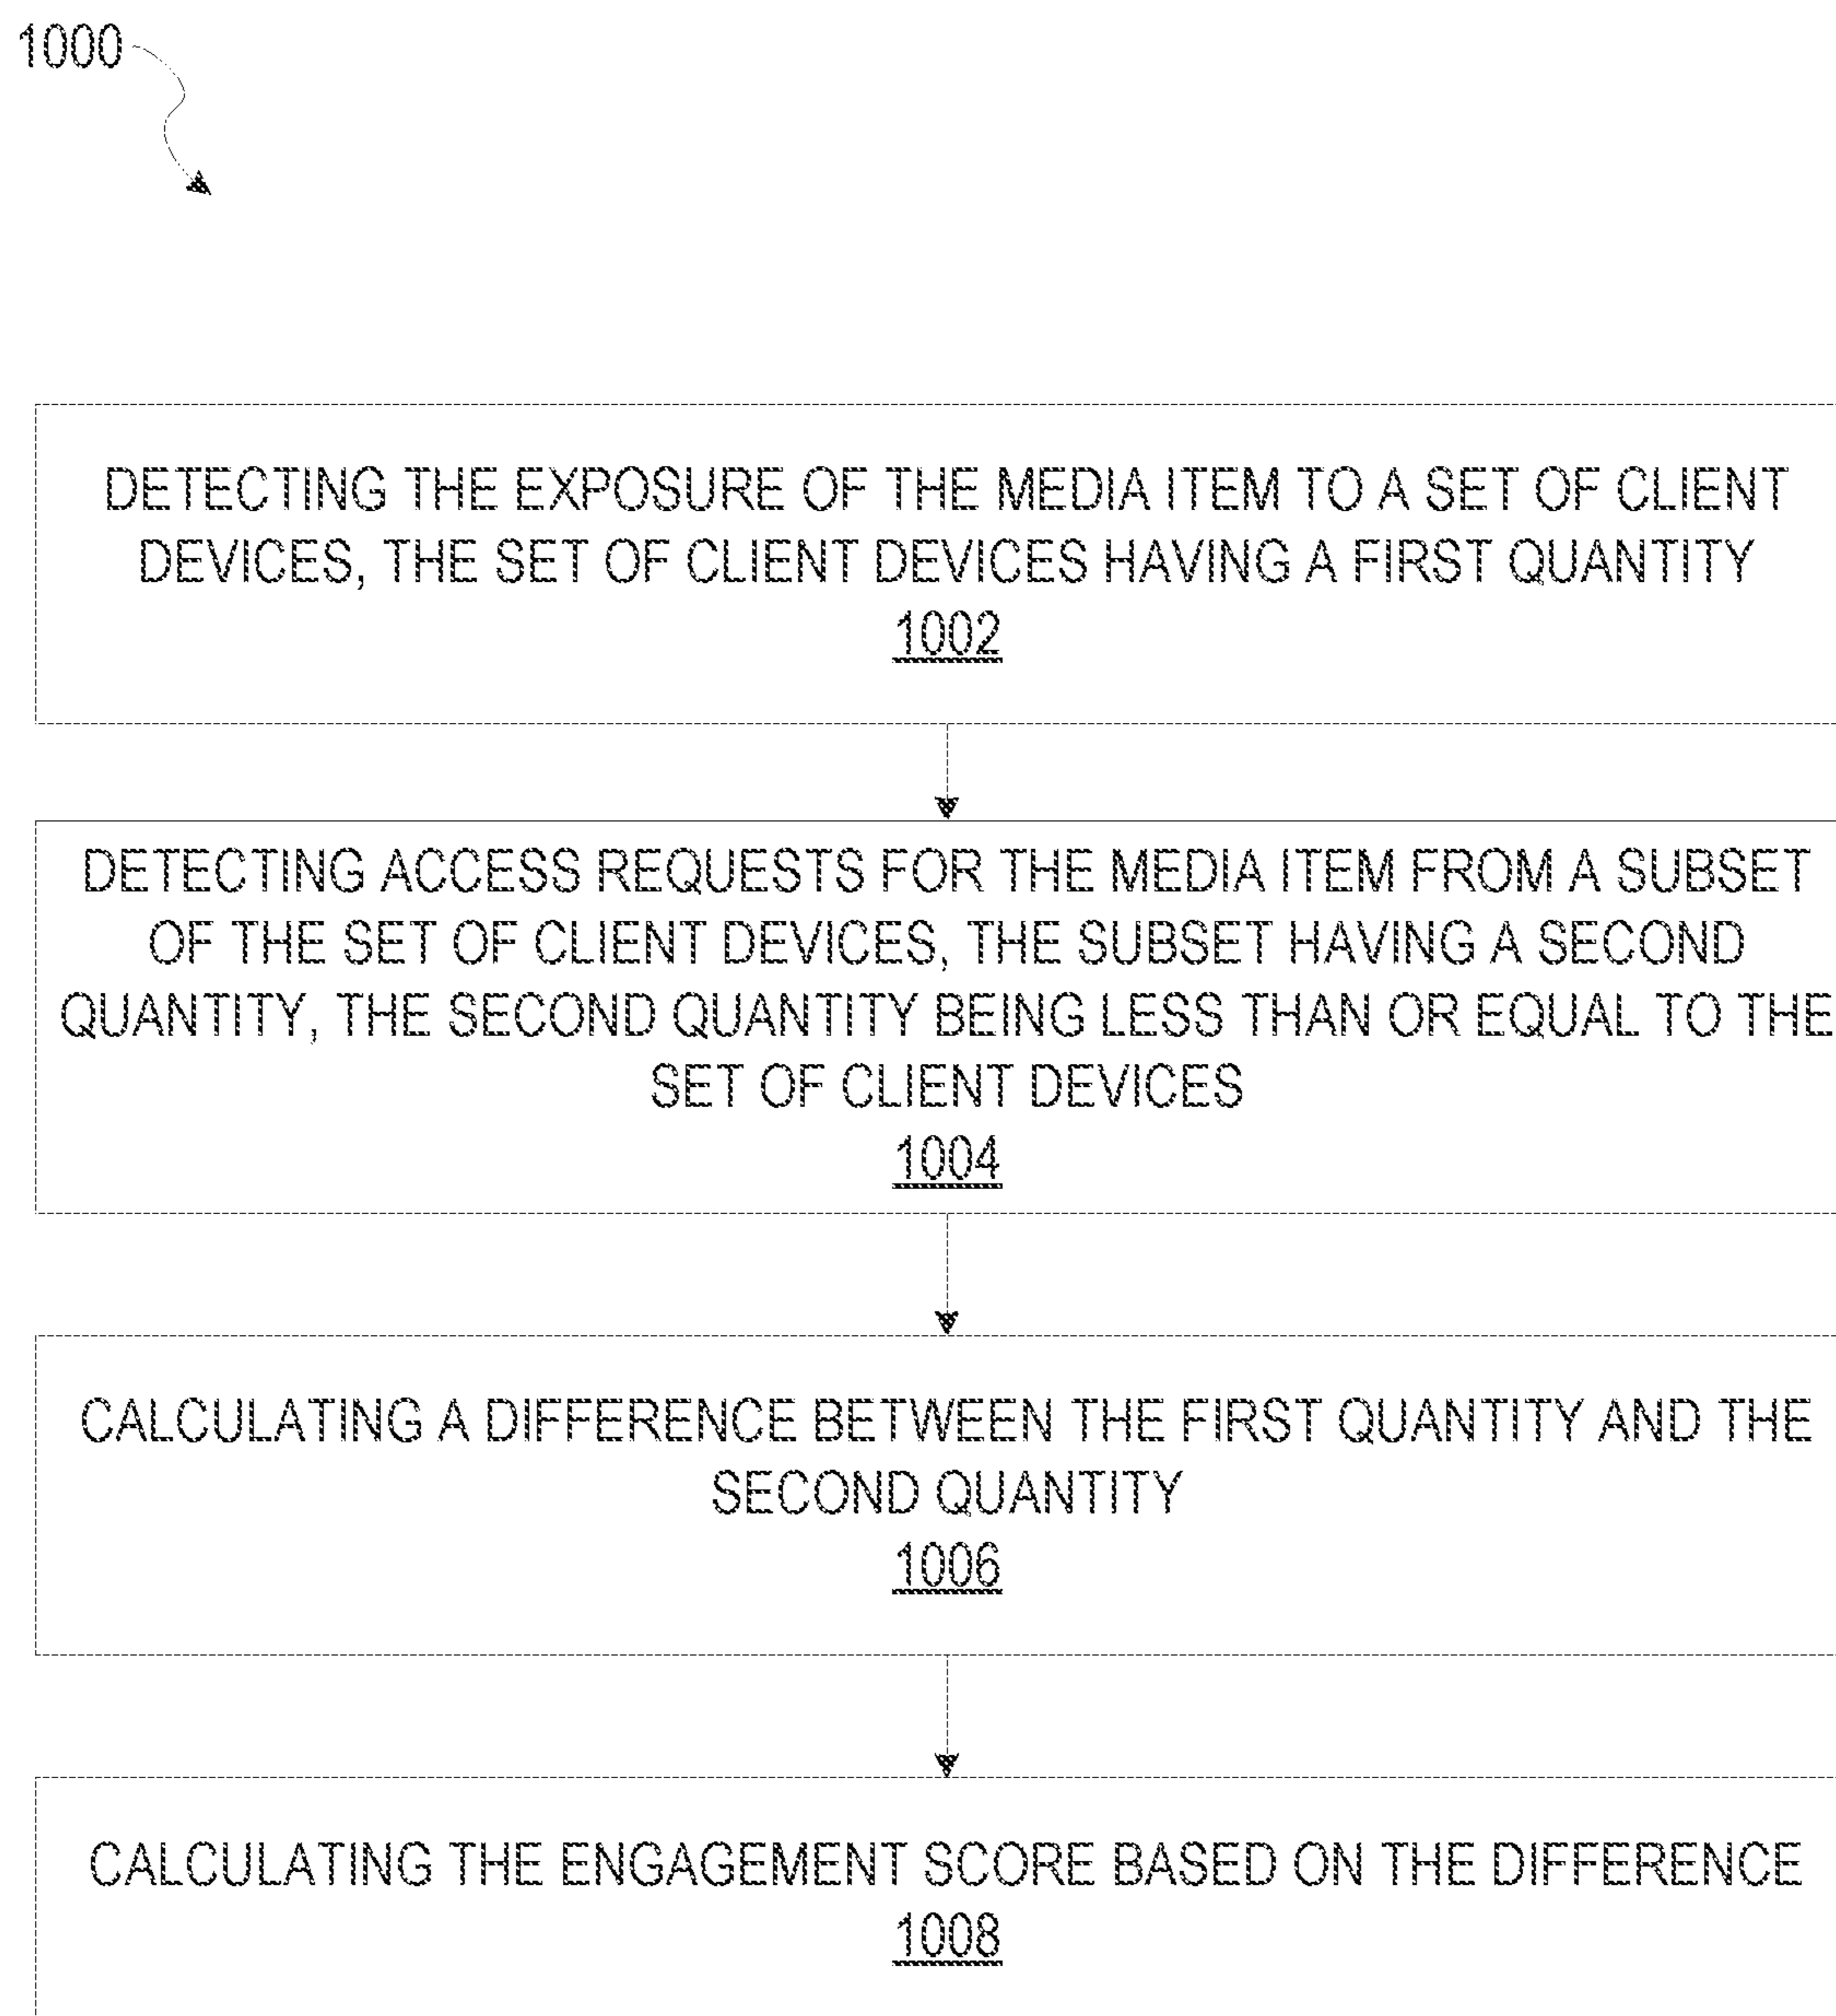 1000
DETECTING THE EXPOSURE OF THE MEDIA ITEM TO A SET OF CLIENT
DEVICES, THE SET OF CLIENT DEVICES HAVING A FIRST QUANTITY
1002
DETECTING ACCESS REQUESTS FOR THE MEDIA ITEM FROM A SUBSET
OF THE SET OF CLIENT DEVICES, THE SUBSET HAVING A SECOND
QUANTITY, THE SECOND QUANTITY BEING LESS THAN OR EQUAL TO THE
SET OF CLIENT DEVICES
1004
CALCULATING A DIFFERENCE BETWEEN THE FIRST QUANTITY AND THE
SECOND QUANTITY
1006
CALCULATING THE ENGAGEMENT SCORE BASED ON THE DIFFERENCE
1008